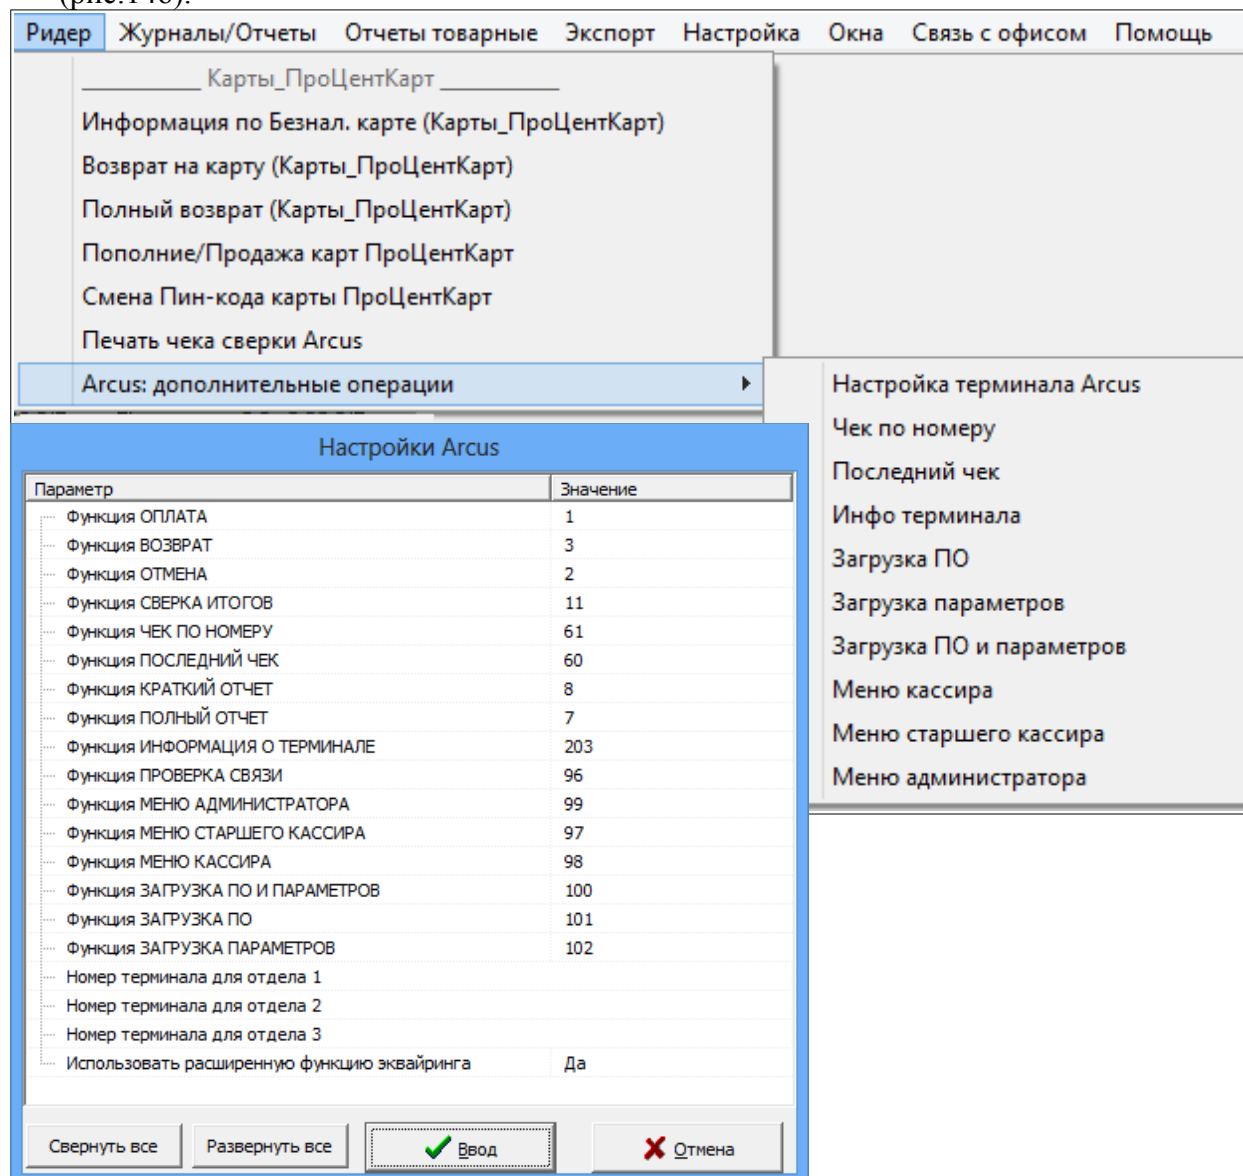 (рис.146).
Ридер Журналы/Отчеты Отчеты товарные Экспорт Настройка Окна Связь с офисом Помощь
__________ Карты_ПроЦентКарт __________
Информация по Безнал. карте (Карты_ПроЦентКарт)
Возврат на карту (Карты_ПроЦентКарт)
Полный возврат (Карты_ПроЦентКарт)
Пополние/Продажа карт ПроЦентКарт
Смена Пин-кода карты ПроЦентКарт
Печать чека сверки Arcus
Arcus: дополнительные операции
Настройка терминала Arcus
Чек по номеру
Последний чек
Инфо терминала
Загрузка ПО
Загрузка параметров
Загрузка ПО и параметров
Меню кассира
Меню старшего кассира
Меню администратора
Настройки Arcus
Параметр Значение
Функция ОПЛАТА 1
Функция ВОЗВРАТ 3
Функция ОТМЕНА 2
Функция СВЕРКА ИТОГОВ 11
Функция ЧЕК ПО НОМЕРУ 61
Функция ПОСЛЕДНИЙ ЧЕК 60
Функция КРАТКИЙ ОТЧЕТ 8
Функция ПОЛНЫЙ ОТЧЕТ 7
Функция ИНФОРМАЦИЯ О ТЕРМИНАЛЕ 203
Функция ПРОВЕРКА СВЯЗИ 96
Функция МЕНЮ АДМИНИСТРАТОРА 99
Функция МЕНЮ СТАРШЕГО КАССИРА 97
Функция МЕНЮ КАССИРА 98
Функция ЗАГРУЗКА ПО И ПАРАМЕТРОВ 100
Функция ЗАГРУЗКА ПО 101
Функция ЗАГРУЗКА ПАРАМЕТРОВ 102
Номер терминала для отдела 1
Номер терминала для отдела 2
Номер терминала для отдела 3
Использовать расширенную функцию эквайринга Да
Свернуть все Развернуть все Ввод Отмена